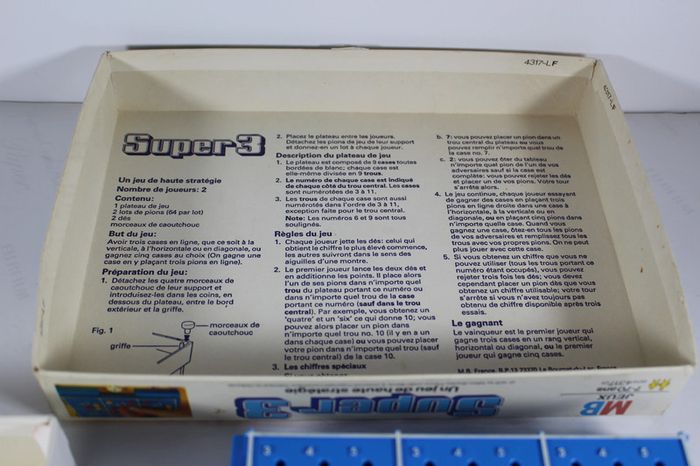 4317-LF
4317-LF
Super 3
Un jeu de haute stratégie
Nombre de joueurs: 2
Contenu:
1 plateau de jeu
2 lots de pions (64 par lot)
2 dés
morceaux de caoutchouc
But du jeu:
Avoir trois cases en ligne, que ce soit à la
verticale, à l'horizontale ou en diagonale, ou
gagnez cinq cases au choix (On gagne une
case en y plaçant trois pions en ligne).
Préparation du jeu:
1. Détachez les quatre morceaux de
caoutchouc de leur support et
introduisez-les dans les coins, en
dessous du plateau, entre le bord
extérieur et la griffe.
Fig. 1
morceaux de
caoutchouc
griffe
2. Placez le plateau entre les joueurs.
Détachez les pions de jeu de leur support
et donnez-en un lot à chaque joueur.
Description du plateau de jeu
1. Le plateau est composé de 9 cases toutes
bordées de blanc; chaque case est
elle-même divisée en 9 trous.
2. Le numéro de chaque case est indiqué
de chaque côté du trou central. Les cases
sont numérotées de 3 à 11.
3. Les trous de chaque case sont aussi
numérotés dans l'ordre de 3 à 11,
exception faite pour le trou central.
Note: Les numéros 6 et 9 sont tous
soulignés.
Règles du jeu
1. Chaque joueur jette les dés: celui qui
obtient le chiffre le plus élevé commence,
les autres suivront dans le sens des
aiguilles d'une montre.
2. Le premier joueur lance les deux dés et
en additionne les points. Il place alors
l'un de ses pions dans n'importe quel
trou du plateau portant ce numéro ou
dans n'importe quel trou de la case
portant ce numéro (sauf dans le trou
central). Par exemple, vous obtenez un
'quatre' et un 'six' ce qui donne 10; vous
pouvez alors placer un pion dans
n'importe quel trou no. 10 (il y en a un
dans chaque case) ou vous pouvez placer
votre pion dans n'importe quel trou (sauf
le trou central) de la case 10.
3. Les chiffres spéciaux
b. 7: vous pouvez placer un pion dans un
trou central du plateau ou vous
pouvez remplir n'importe quel trou de
la case no. 7.
c. 2: vous pouvez ôter du tableau
n'importe quel pion de l'un de vos
adversaires sauf si la case est
complète: vous pouvez rejeter les dés
et placer un de vos pions. Votre tour
s'arrête alors.
4. Le jeu continue, chaque joueur essayant
de gagner des cases en plaçant trois
pions en ligne droite dans une case à
l'horizontale, à la verticale ou en
diagonale, ou en plaçant cinq pions dans
n'importe quelle case. Quand vous
gagnez une case, ôtez-en tous les pions
de vos adversaires et remplissez tous les
trous avec vos propres pions. On ne peut
plus jouer avec cette case.
5. Si vous obtenez un chiffre que vous ne
pouvez utiliser (tous les trous portant ce
numéro étant occupés), vous pouvez
rejetez trois fois les dés; vous devez
cependant placer un pion dès que vous
obtenez un chiffre utilisable; votre tour
s'arrête si vous n'avez toujours pas
obtenu de chiffre disponible après trois
essais.
Le gagnant
Le vainqueur est le premier joueur qui
gagne trois cases en un rang vertical,
horizontal ou diagonal, ou le premier
joueur qui gagne cinq cases.
Super 3
Un jeu de haute stratégie
MB
JEUX
7-70 ans
3 4 5 3 4 5 3 4 5